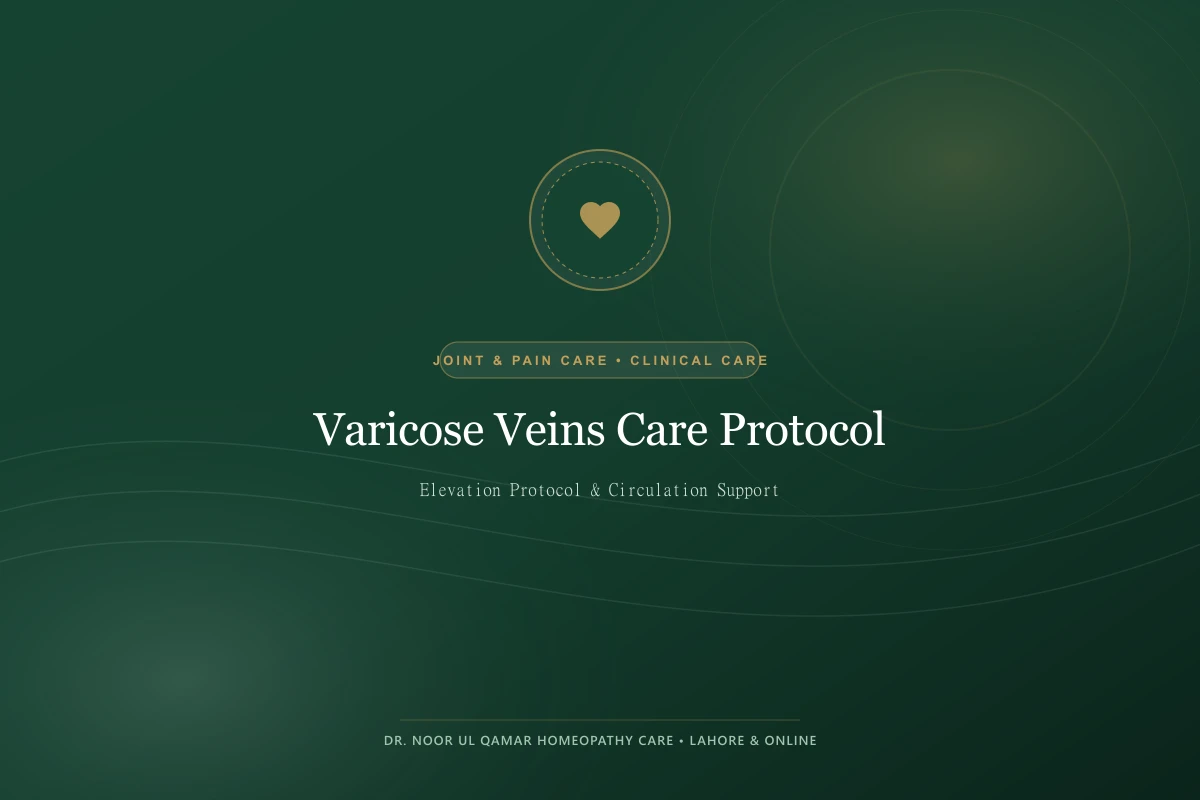 JOINT & PAIN CARE • CLINICAL CARE
Varicose Veins Care Protocol
Elevation Protocol & Circulation Support
DR. NOOR UL QAMAR HOMEOPATHY CARE • LAHORE & ONLINE